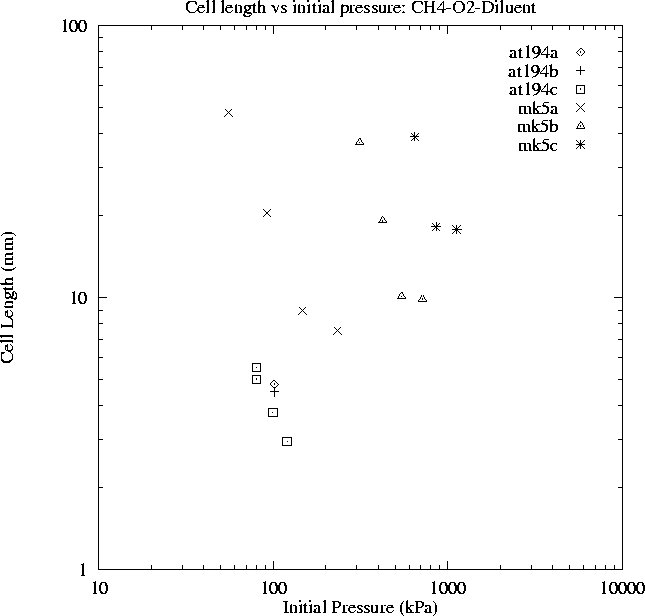 Cell length vs initial pressure: CH4-O2-Diluent
100
at194a
at194b
at194c
mk5a
mk5b
mk5c
Cell Length (mm)
10
1
10
100
1000
10000
Initial Pressure (kPa)